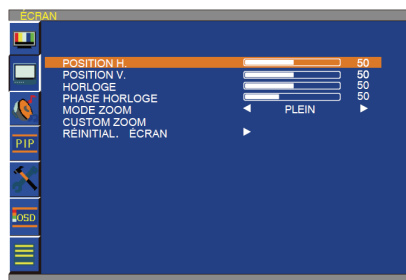 ÉCRAN
POSITION H. 50
POSITION V. 50
HORLOGE 50
PHASE HORLOGE 50
MODE ZOOM PLEIN
CUSTOM ZOOM
RÉINITIAL. ÉCRAN
PIP
OSD